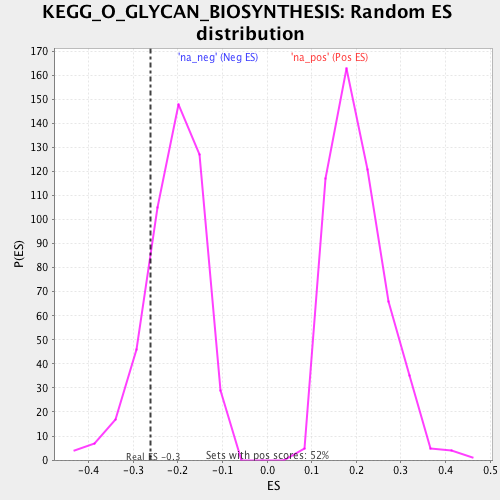 KEGG_O_GLYCAN_BIOSYNTHESIS: Random ES
distribution
'na_neg' (Neg ES) 'na_pos' (Pos ES)
170
160
150
140
130
120
110
100
90
80
70
60
50
40
30
20
10
0
P(ES)
Real ES -0.3 Sets with pos scores: 52%
-0.4 -0.3 -0.2 -0.1 0.0 0.1 0.2 0.3 0.4 0.5
ES